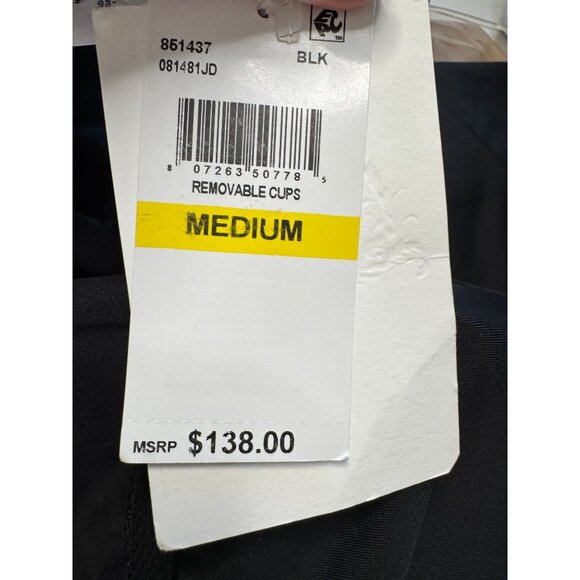 851437
081481JD
BLK
8 07263 50778 5
REMOVABLE CUPS
MEDIUM
MSRP $138.00